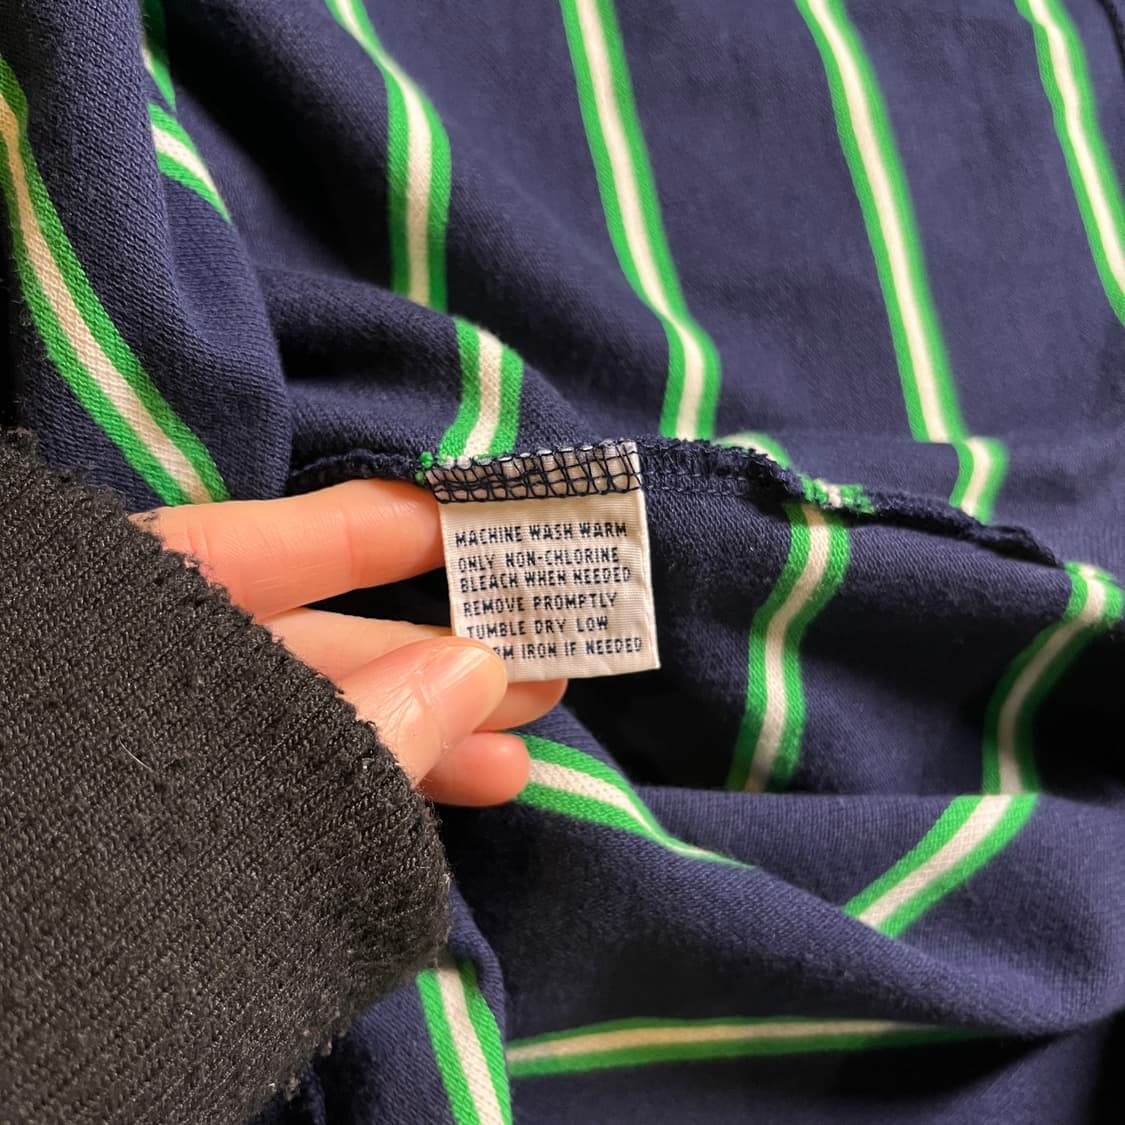 MACHINE WASH WARM
ONLY NON-CHLORINE
BLEACH WHEN NEEDED
REMOVE PROMPTLY
TUMBLE DRY LOW
IRON IF NEEDED